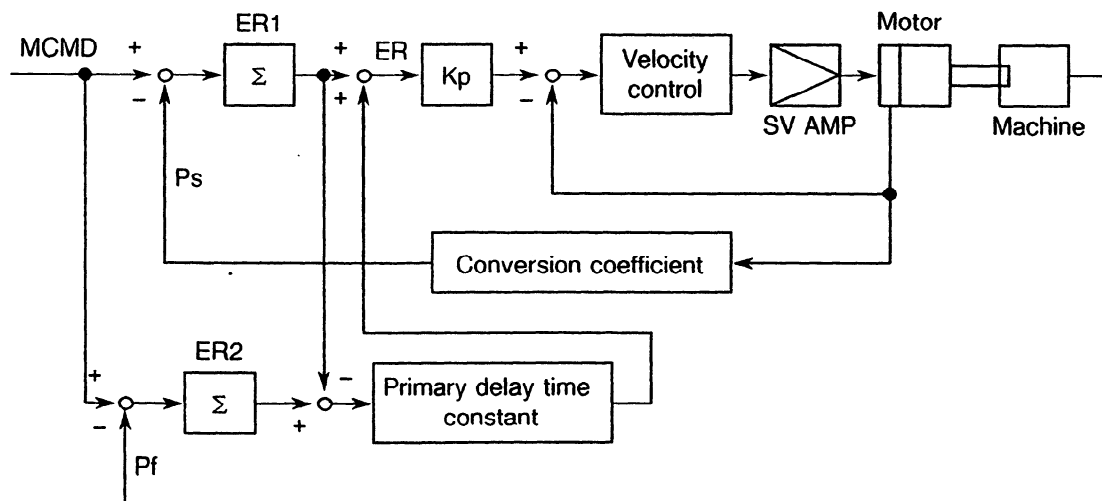 ER1
Motor
MCMD
+
+
ER
+
Velocity
control
Σ
Kp
−
+
−
SV AMP
Machine
Ps
Conversion coefficient
ER2
+
−
Primary delay time
constant
Σ
−
+
Pf